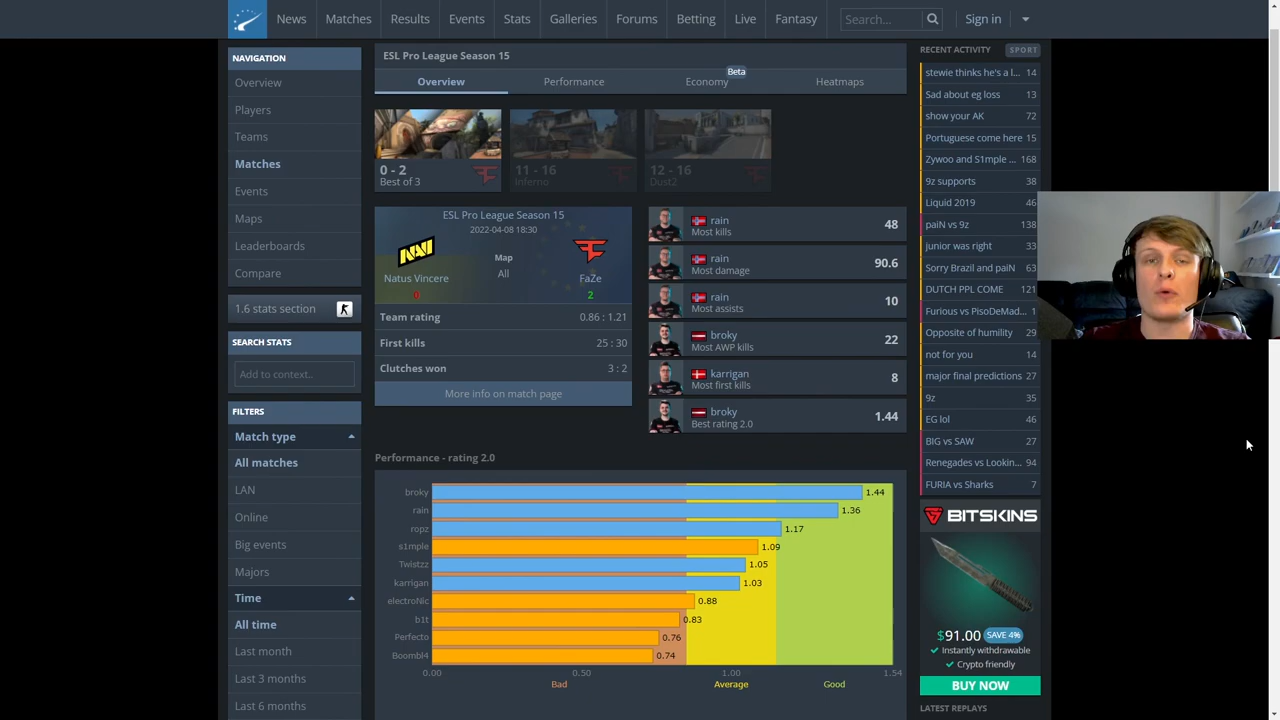 News
Matches
Results
Events
Stats
Galleries
Forums
Betting
Live
Fantasy
Search...
Sign in
NAVIGATION
Overview
Players
Teams
Matches
Events
Maps
Leaderboards
Compare
1.6 stats section
SEARCH STATS
Add to context..
FILTERS
Match type
All matches
LAN
Online
Big events
Majors
Time
All time
Last month
Last 3 months
Last 6 months
ESL Pro League Season 15
Overview
Performance
Economy
Beta
Heatmaps
0 - 2
Best of 3
11 - 16
Inferno
12 - 16
Dust2
ESL Pro League Season 15
2022-04-08 18:30
NAVI
Natus Vincere
0
Map
All
FaZe
2
Team rating 0.86 : 1.21
First kills 25 : 30
Clutches won 3 : 2
More info on match page
rain
Most kills
48
rain
Most damage
90.6
rain
Most assists
10
broky
Most AWP kills
22
karrigan
Most first kills
8
broky
Best rating 2.0
1.44
Performance - rating 2.0
broky 1.44
rain 1.36
ropz 1.17
s1mple 1.09
Twistzz 1.05
karrigan 1.03
electroNic 0.88
b1t 0.83
Perfecto 0.76
Boombl4 0.74
0.00 0.50 1.00 1.54
Bad Average Good
RECENT ACTIVITY SPORT
stewie thinks he's a l... 14
Sad about eg loss 13
show your AK 72
Portuguese come here 15
Zywoo and S1mple ... 168
9z supports 38
Liquid 2019 46
paiN vs 9z 138
junior was right 33
Sorry Brazil and paiN 63
DUTCH PPL COME 121
Furious vs PisoDeMad... 1
Opposite of humility 29
not for you 14
major final predictions 27
9z 35
EG lol 46
BIG vs SAW 27
Renegades vs Lookin... 94
FURIA vs Sharks 7
BITSKINS
$91.00 SAVE 4%
Instantly withdrawable
Crypto friendly
BUY NOW
LATEST REPLAYS